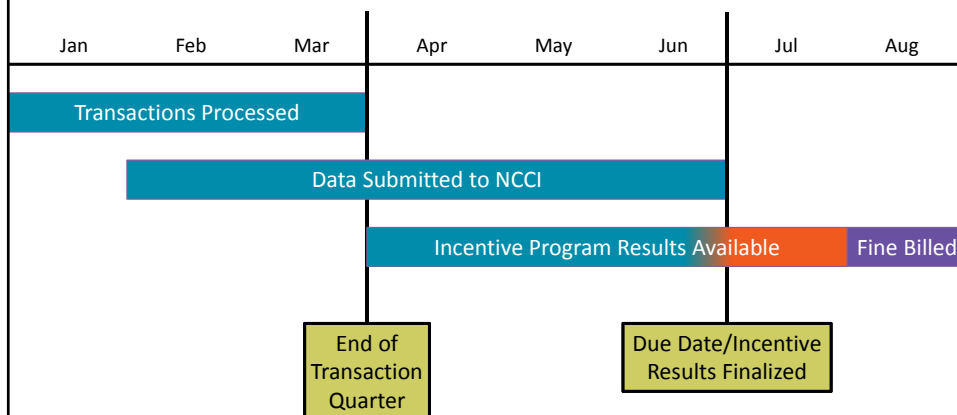 Jan Feb Mar Apr May Jun Jul Aug
Transactions Processed
Data Submitted to NCCI
Incentive Program Results Available Fine Billed
End of
Transaction
Quarter
Due Date/Incentive
Results Finalized